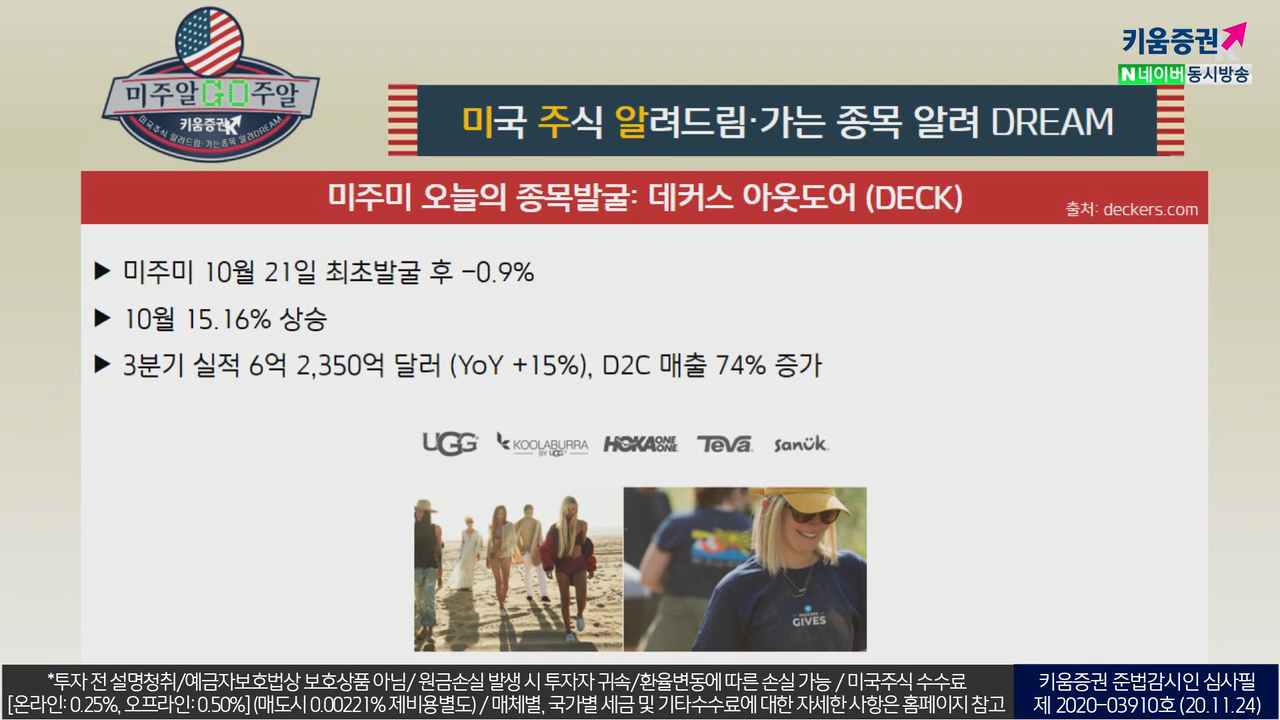 미주알GO주알
키움증권
미국주식 알려드림·가는종목 알려DREAM
키움증권
N 네이버 동시방송
미국 주식 알려드림·가는 종목 알려 DREAM
미주미 오늘의 종목발굴: 데커스 아웃도어 (DECK)
출처: deckers.com
▶ 미주미 10월 21일 최초발굴 후 -0.9%
▶ 10월 15.16% 상승
▶ 3분기 실적 6억 2,350억 달러 (YoY +15%), D2C 매출 74% 증가
UGG KOOLABURRA BY UGG HOKA ONE ONE Teva sanük
GIVES
*투자 전 설명청취/예금자보호법상 보호상품 아님/ 원금손실 발생 시 투자자 귀속/환율변동에 따른 손실 가능 / 미국주식 수수료
[온라인: 0.25%, 오프라인: 0.50%] (매도시 0.00221% 제비용별도) / 매체별, 국가별 세금 및 기타수수료에 대한 자세한 사항은 홈페이지 참고
키움증권 준법감시인 심사필
제 2020-03910호 (20.11.24)